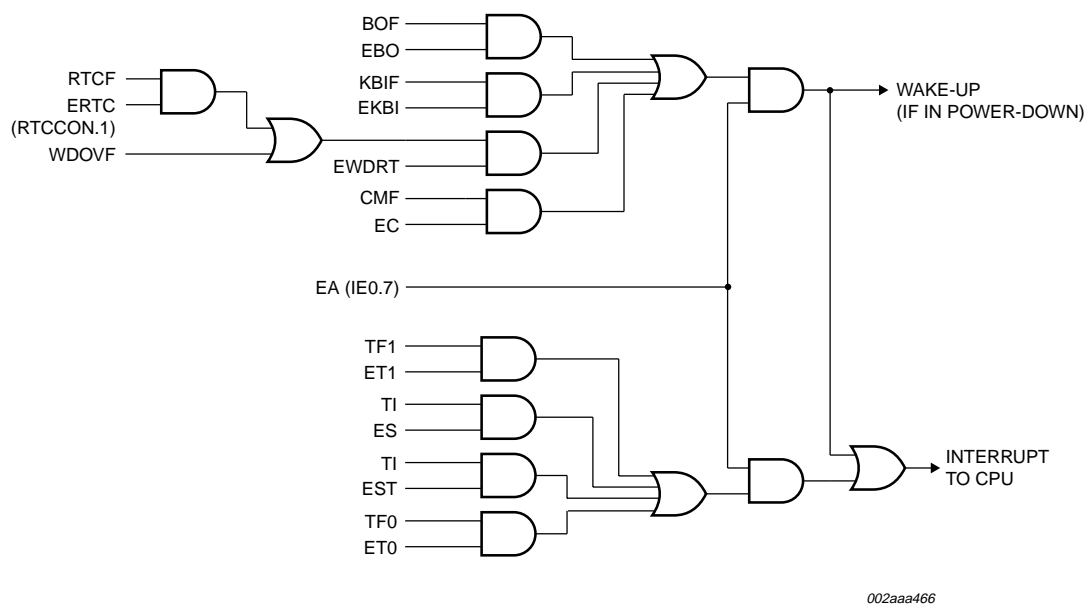 BOF
EBO
RTCF
ERTC
(RTCCON.1)
WDOVF
KBIF
EKBI
EWDRT
CMF
EC
WAKE-UP
(IF IN POWER-DOWN)
EA (IE0.7)
TF1
ET1
TI
ES
TI
EST
TF0
ET0
INTERRUPT
TO CPU
002aaa466